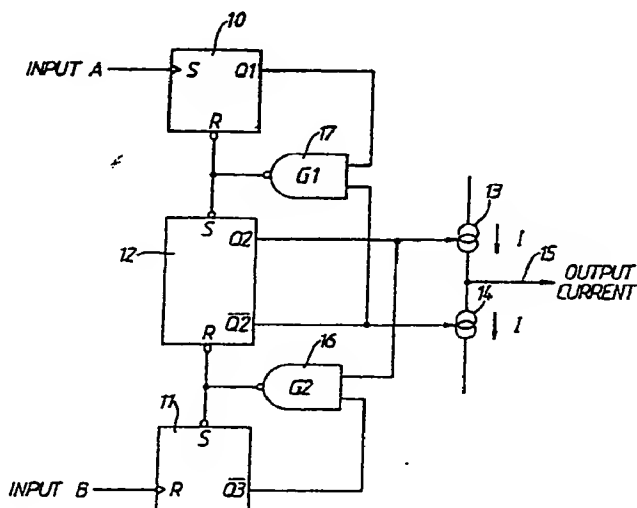 10
INPUT A
S
Q1
R
17
G1
13
I
S
12
Q2
15
OUTPUT
CURRENT
Q2
14
I
R
16
G2
11
S
INPUT B
R
Q3